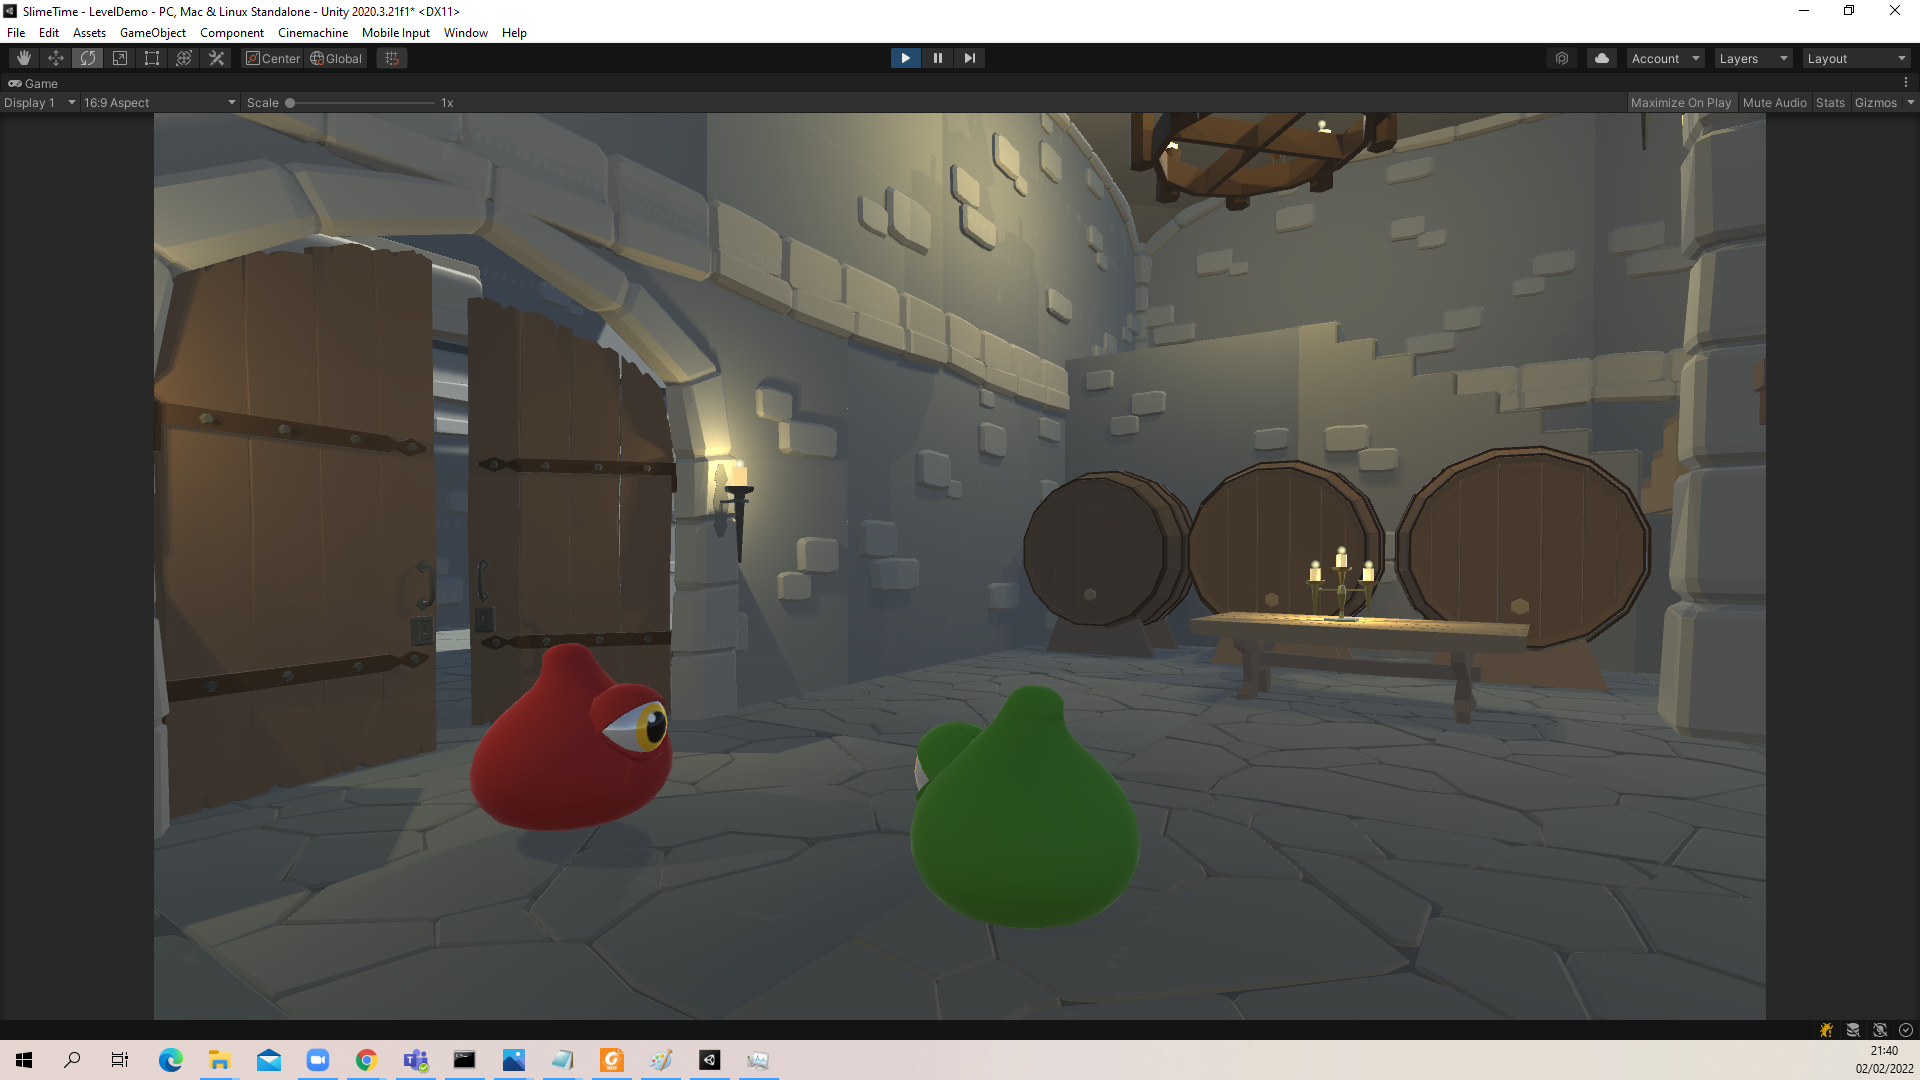 SlimeTime - LevelDemo - PC, Mac & Linux Standalone - Unity 2020.3.21f1* <DX11>
File Edit Assets GameObject Component Cinemachine Mobile Input Window Help
Center Global Account Layers Layout
Game
Display 1 16:9 Aspect Scale 1x Maximize On Play Mute Audio Stats Gizmos
21:40
02/02/2022